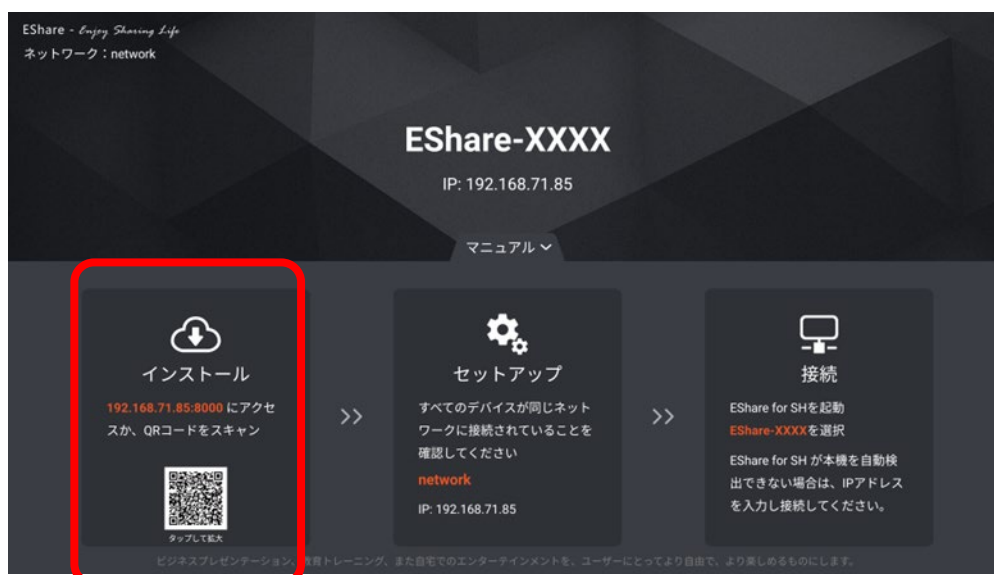 EShare - Enjoy Sharing Life
ネットワーク：network
EShare-XXXX
IP: 192.168.71.85
マニュアル
インストール
192.168.71.85:8000 にアクセ
スか、QRコードをスキャン
タップして拡大
セットアップ
すべてのデバイスが同じネット
ワークに接続されていることを
確認してください
network
IP: 192.168.71.85
接続
EShare for SHを起動
EShare-XXXXを選択
EShare for SH が本機を自動検
出できない場合は、IPアドレス
を入力し接続してください。
ビジネスプレゼンテーション、教育トレーニング、また自宅でのエンターテインメントを、ユーザーにとってより自由で、より楽しめるものにします。